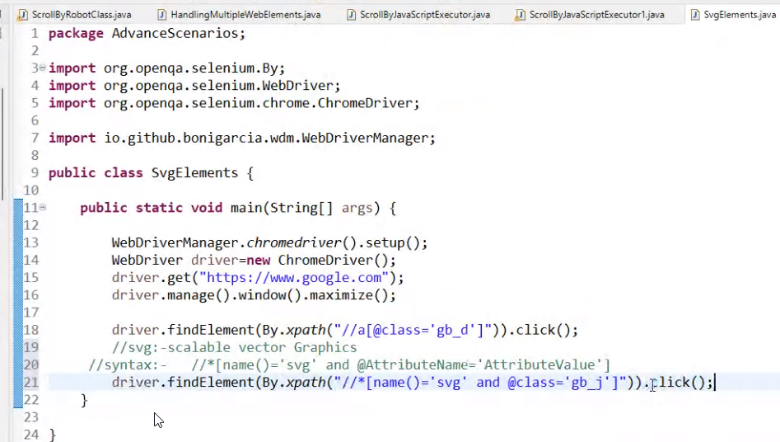 ScrollByRobotClass.java HandlingMultipleWebElements.java ScrollByJavaScriptExecutor.java ScrollByJavaScriptExecutor1.java SvgElements.java
1 package AdvanceScenarios;
2
3 import org.openqa.selenium.By;
4 import org.openqa.selenium.WebDriver;
5 import org.openqa.selenium.chrome.ChromeDriver;
6
7 import io.github.bonigarcia.wdm.WebDriverManager;
8
9 public class SvgElements {
10
11 public static void main(String[] args) {
12
13 WebDriverManager.chromedriver().setup();
14 WebDriver driver=new ChromeDriver();
15 driver.get("https://www.google.com");
16 driver.manage().window().maximize();
17
18 driver.findElement(By.xpath("//a[@class='gb_d']")).click();
19 //svg:-scalable vector Graphics
20 //syntax:- //*[name()='svg' and @AttributeName='AttributeValue']
21 driver.findElement(By.xpath("//*[name()='svg' and @class='gb_j']")).click();
22 }
23
24 }